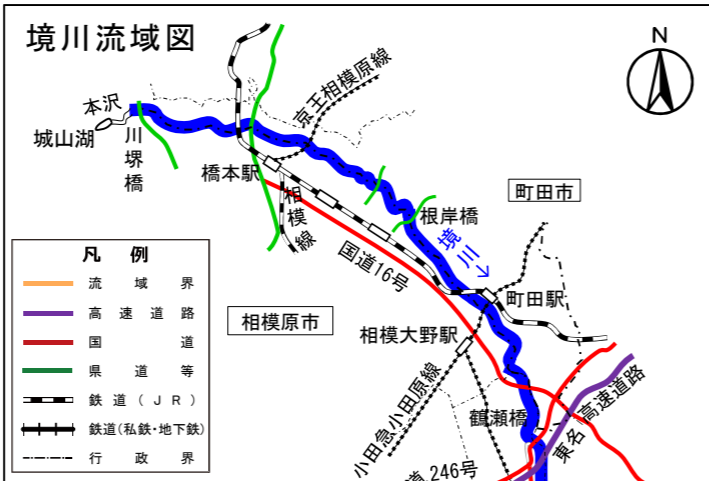 境川流域図
N
本沢
城山湖
川堺橋
京王相模原線
橋本駅
相模線
町田市
根岸橋
境川→
国道16号
町田駅
相模原市
相模大野駅
小田急小田原線
鶴瀬橋
東名高速道路
道 246号
凡例
流域界
高速道路
国道
県道等
鉄道(JR)
鉄道(私鉄・地下鉄)
行政界